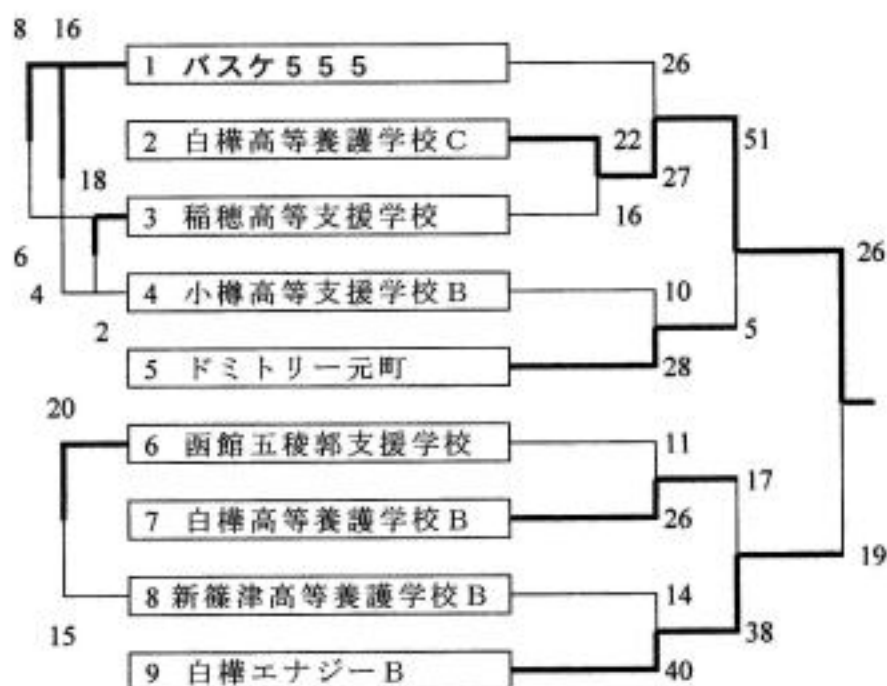 8 16
1 バスケ555 26
2 白樺高等養護学校C 22 51
18 27
3 稲穂高等支援学校 16
6 26
4 4 小樽高等支援学校B 10
2 5
5 ドミトリー元町 28
20
6 函館五稜郭支援学校 11
17
7 白樺高等養護学校B 26
19
8 新篠津高等養護学校B 14
15 38
9 白樺エナジーB 40